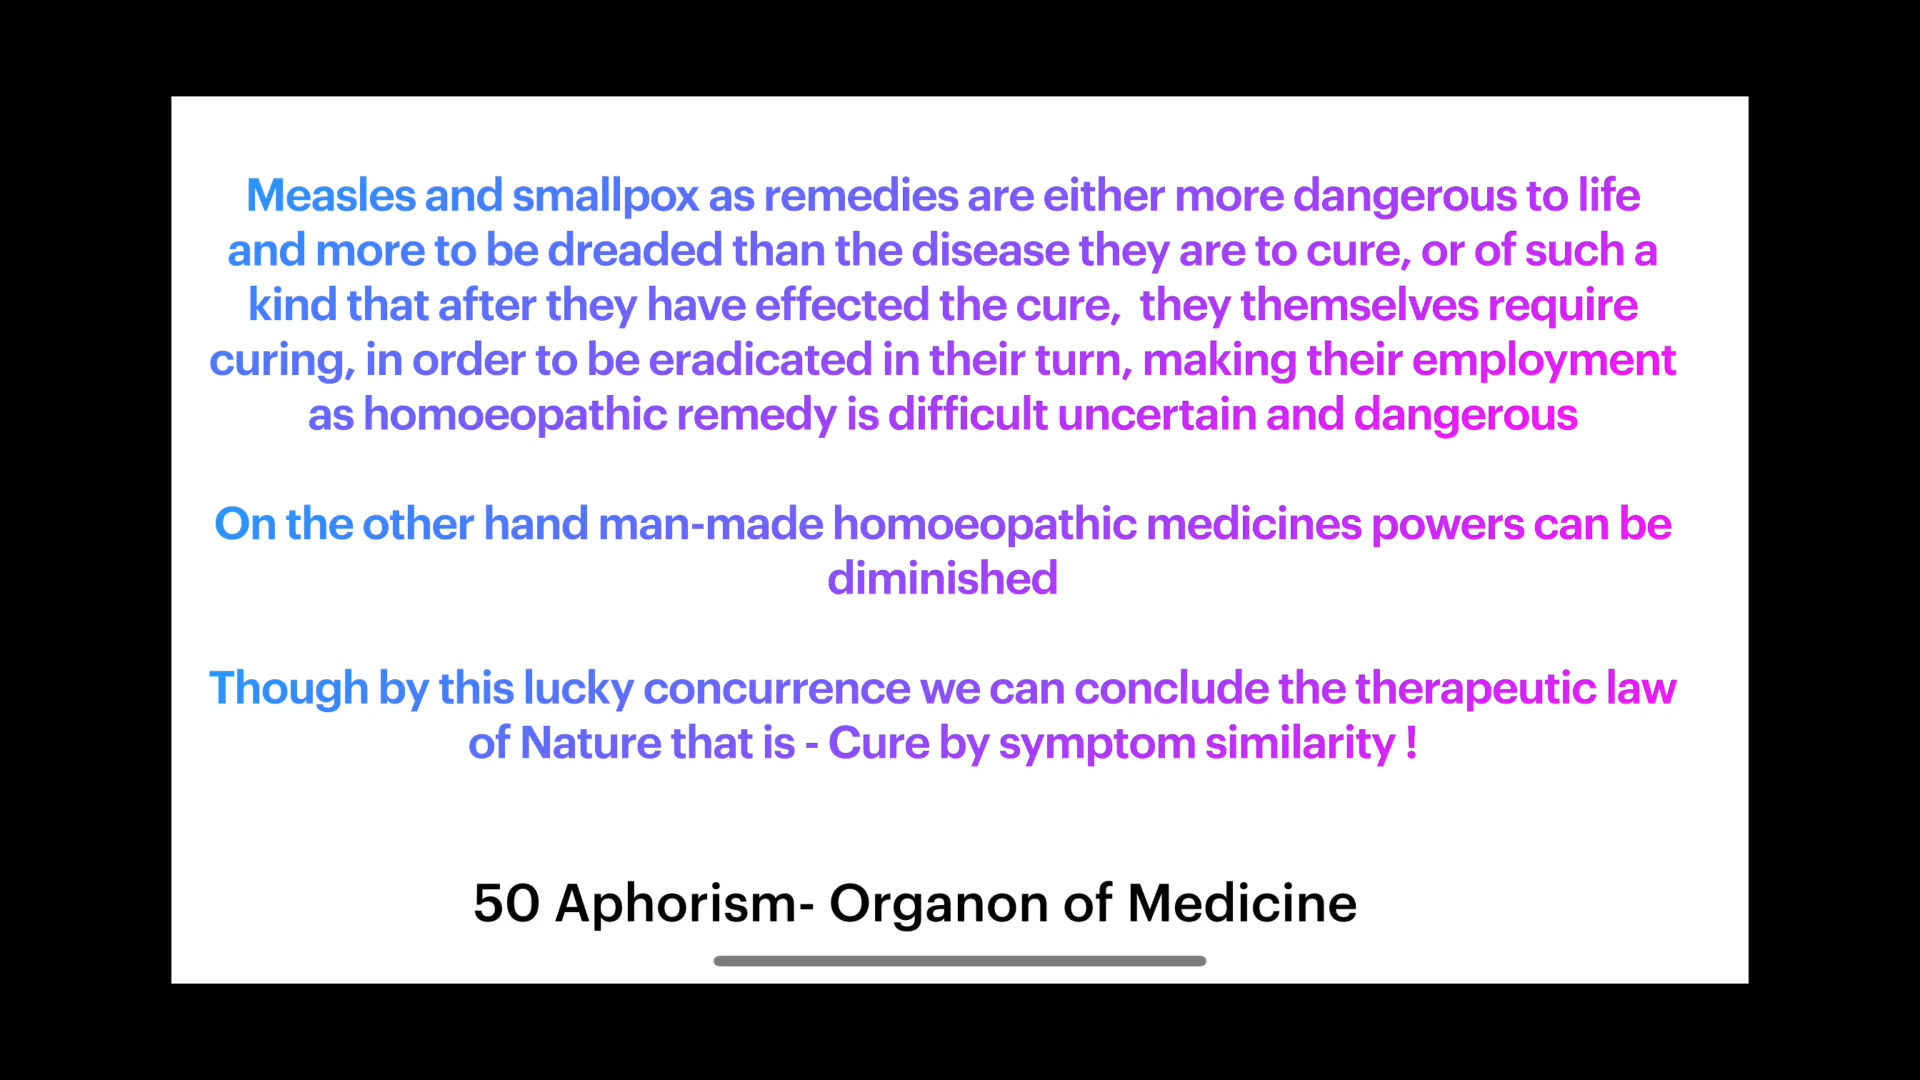 Measles and smallpox as remedies are either more dangerous to life
and more to be dreaded than the disease they are to cure, or of such a
kind that after they have effected the cure,  they themselves require
curing, in order to be eradicated in their turn, making their employment
as homoeopathic remedy is difficult uncertain and dangerous
On the other hand man-made homoeopathic medicines powers can be
diminished
Though by this lucky concurrence we can conclude the therapeutic law
of Nature that is - Cure by symptom similarity !
50 Aphorism- Organon of Medicine